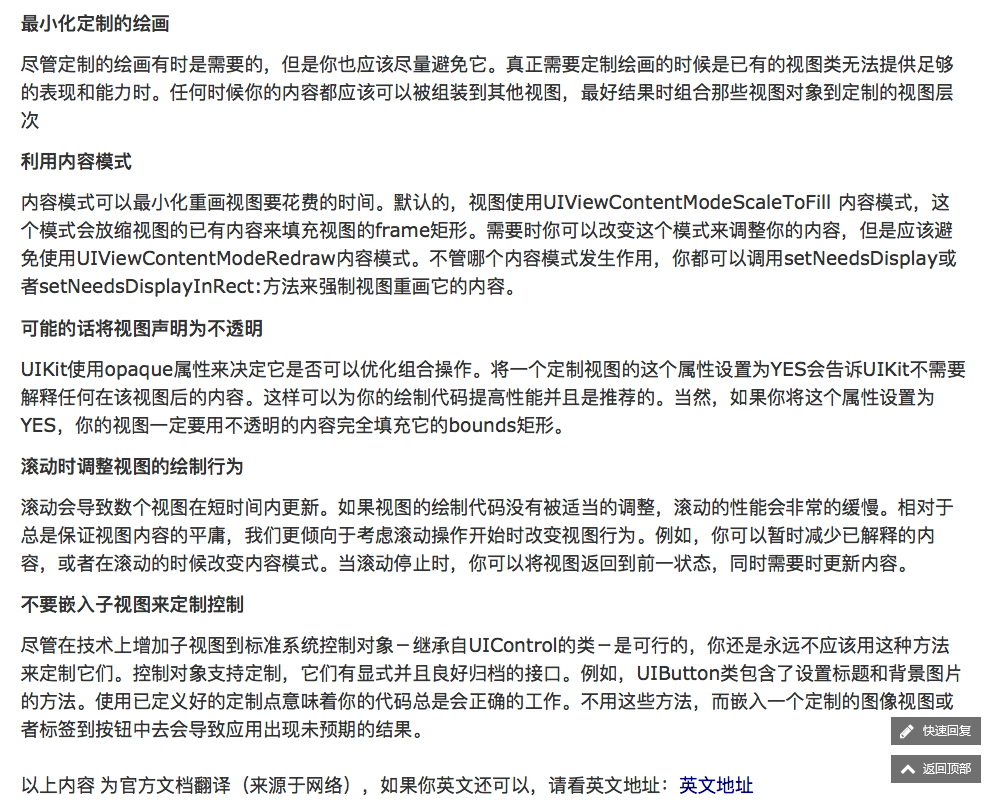 最小化定制的绘画
尽管定制的绘画有时是需要的，但是你也应该尽量避免它。真正需要定制绘画的时候是已有的视图类无法提供足够
的表现和能力时。任何时候你的内容都应该可以被组装到其他视图，最好结果时组合那些视图对象到定制的视图层
次
利用内容模式
内容模式可以最小化重画视图要花费的时间。默认的，视图使用UIViewContentModeScaleToFill 内容模式，这
个模式会放缩视图的已有内容来填充视图的frame矩形。需要时你可以改变这个模式来调整你的内容，但是应该避
免使用UIViewContentModeRedraw内容模式。不管哪个内容模式发生作用，你都可以调用setNeedsDisplay或
者setNeedsDisplayInRect:方法来强制视图重画它的内容。
可能的话将视图声明为不透明
UIKit使用opaque属性来决定它是否可以优化组合操作。将一个定制视图的这个属性设置为YES会告诉UIKit不需要
解释任何在该视图后的内容。这样可以为你的绘制代码提高性能并且是推荐的。当然，如果你将这个属性设置为
YES，你的视图一定要用不透明的内容完全填充它的bounds矩形。
滚动时调整视图的绘制行为
滚动会导致数个视图在短时间内更新。如果视图的绘制代码没有被适当的调整，滚动的性能会非常的缓慢。相对于
总是保证视图内容的平庸，我们更倾向于考虑滚动操作开始时改变视图行为。例如，你可以暂时减少已解释的内
容，或者在滚动的时候改变内容模式。当滚动停止时，你可以将视图返回到前一状态，同时需要时更新内容。
不要嵌入子视图来定制控制
尽管在技术上增加子视图到标准系统控制对象－继承自UIControl的类－是可行的，你还是永远不应该用这种方法
来定制它们。控制对象支持定制，它们有显式并且良好归档的接口。例如，UIButton类包含了设置标题和背景图片
的方法。使用已定义好的定制点意味着你的代码总是会正确的工作。不用这些方法，而嵌入一个定制的图像视图或
者标签到按钮中去会导致应用出现未预期的结果。
快速回复
返回顶部
以上内容 为官方文档翻译（来源于网络），如果你英文还可以，请看英文地址：英文地址